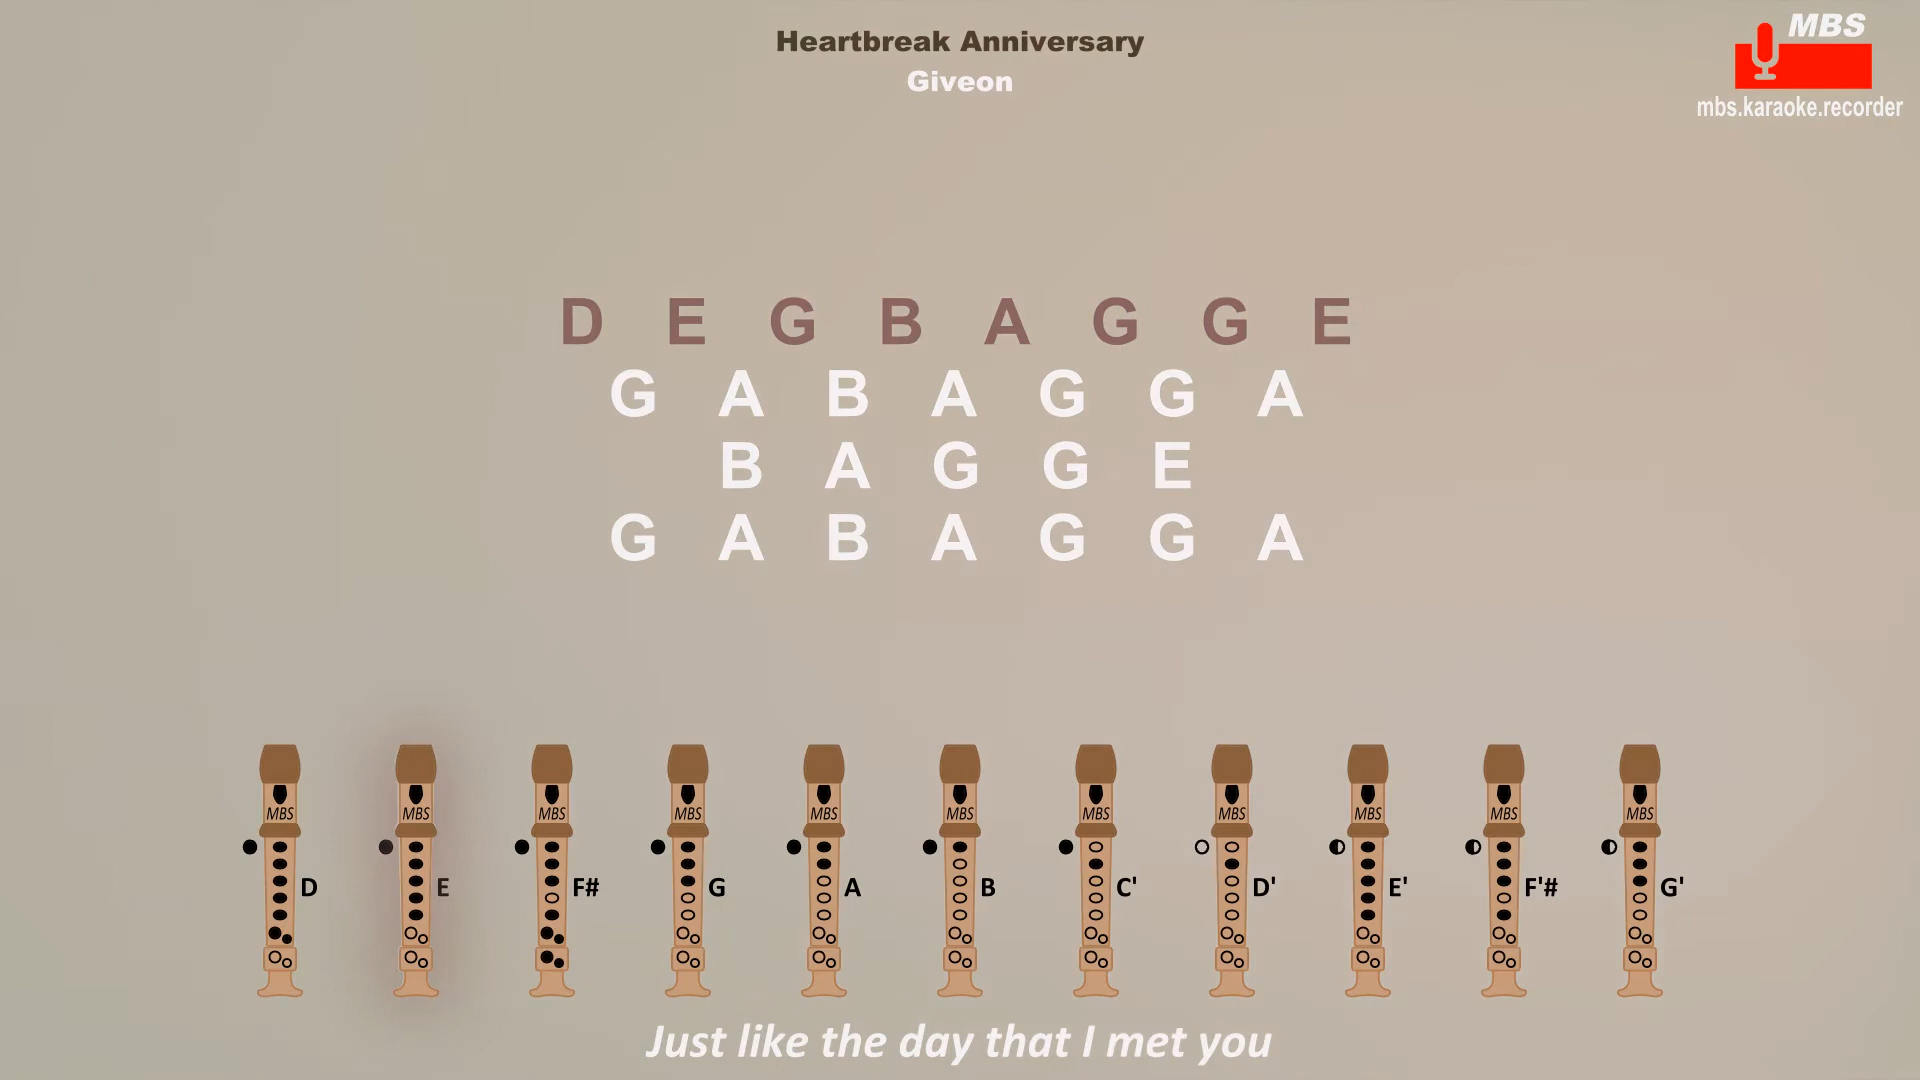 Heartbreak Anniversary
Giveon
MBS
mbs.karaoke.recorder
D E G B A G G E
G A B A G G A
B A G G E
G A B A G G A
MBS MBS MBS MBS MBS MBS MBS MBS MBS MBS MBS
D E F# G A B C' D' E' F'# G'
Just like the day that I met you